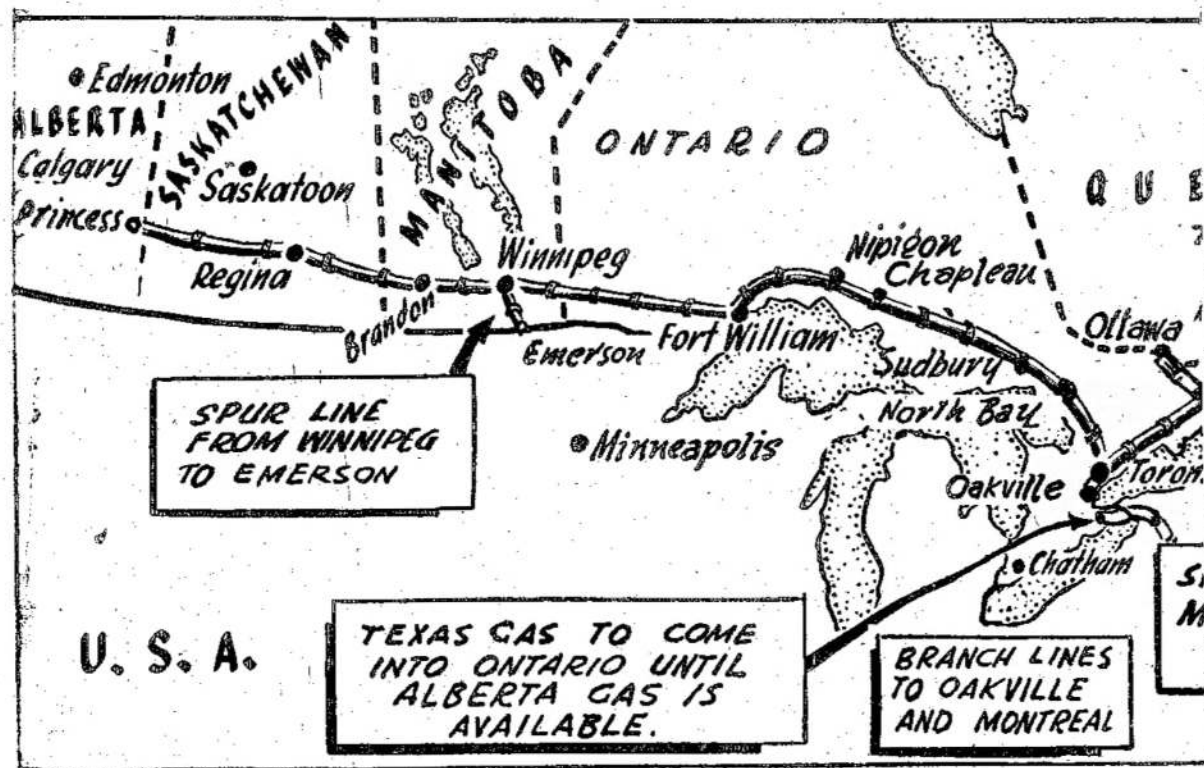 Edmonton
ALBERTA
Calgary
Princess
SASKATCHEWAN
Saskatoon
Regina
MANITOBA
Brandon
Winnipeg
Emerson
ONTARIO
Nipigon
Chapleau
Fort William
Sudbury
North Bay
Ottawa
QUE
Minneapolis
Oakville
Toron
Chatham
SPUR LINE
FROM WINNIPEG
TO EMERSON
U. S. A.
TEXAS GAS TO COME
INTO ONTARIO UNTIL
ALBERTA GAS IS
AVAILABLE.
BRANCH LINES
TO OAKVILLE
AND MONTREAL